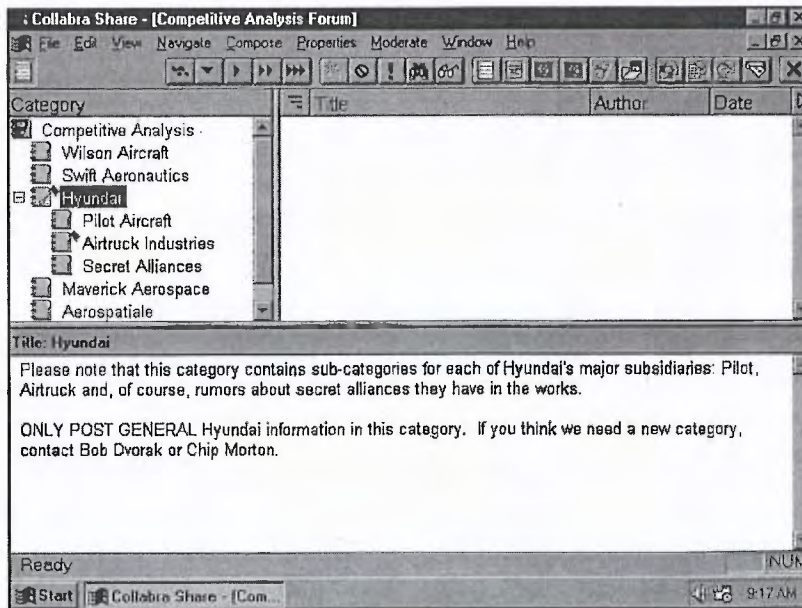 Collabra Share - [Competitive Analysis Forum]
File Edit View Navigate Compose Properties Moderate Window Help
Category Title Author Date
Competitive Analysis
Wilson Aircraft
Swift Aeronautics
Hyundai
Pilot Aircraft
Airtruck Industries
Secret Alliances
Maverick Aerospace
Aerospatiale
Title: Hyundai
Please note that this category contains sub-categories for each of Hyundai's major subsidiaries: Pilot,
Airtruck and, of course, rumors about secret alliances they have in the works.
ONLY POST GENERAL Hyundai information in this category. If you think we need a new category,
contact Bob Dvorak or Chip Morton.
Ready NUM
Start Collabra Share - [Com... 9:17 AM